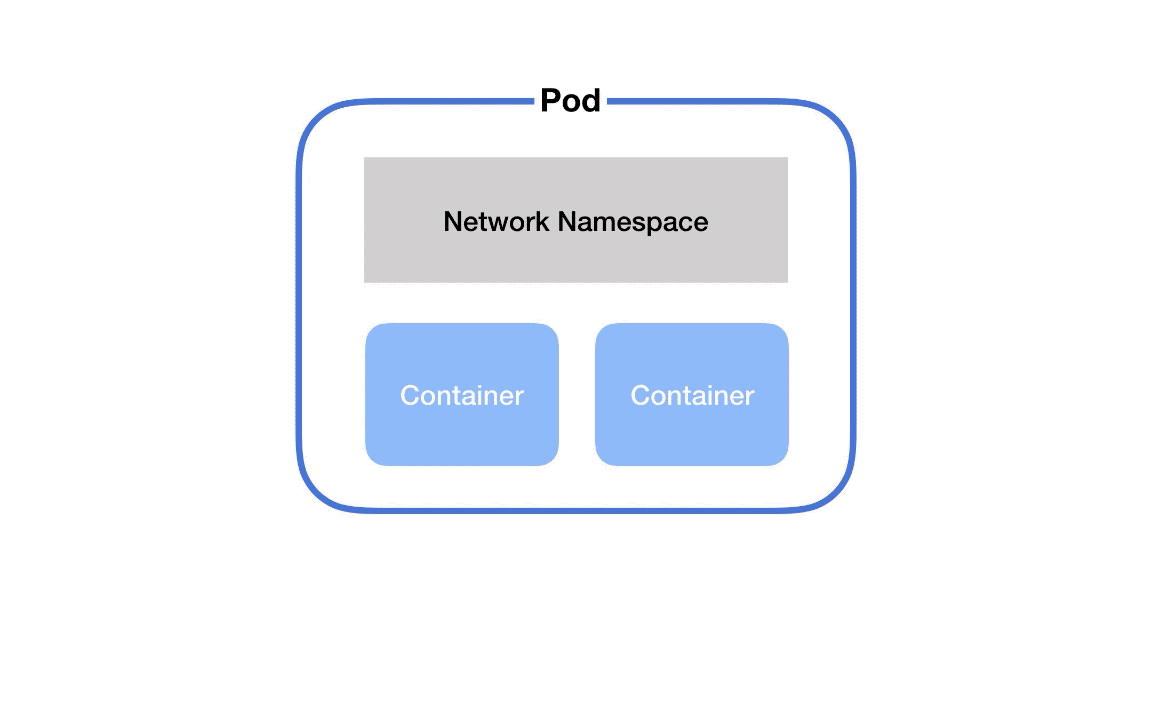 Pod
Network Namespace
Container
Container